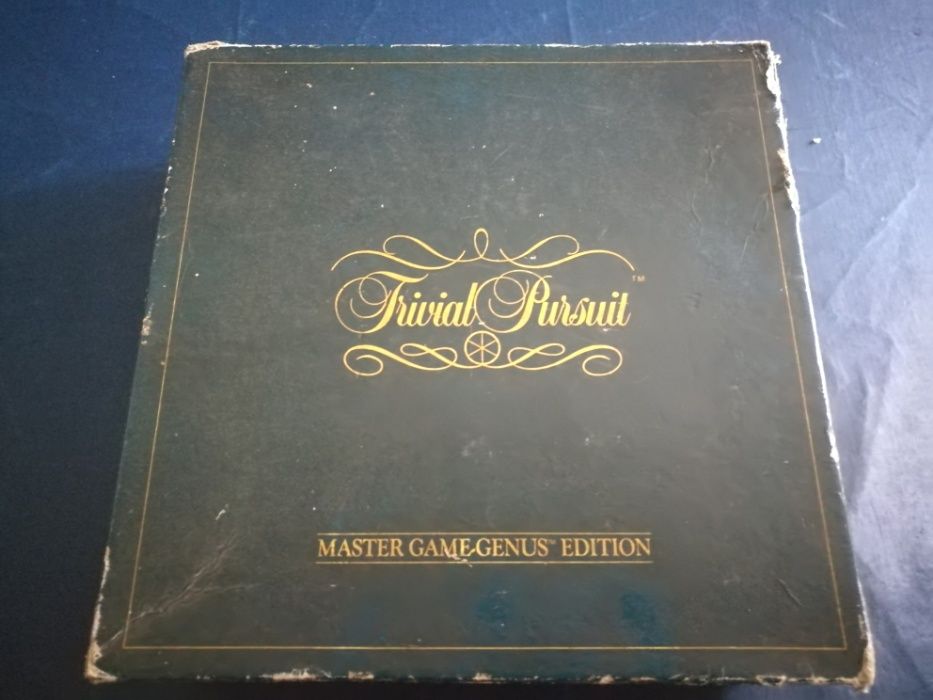 Trivial Pursuit™
MASTER GAME-GENUS™ EDITION